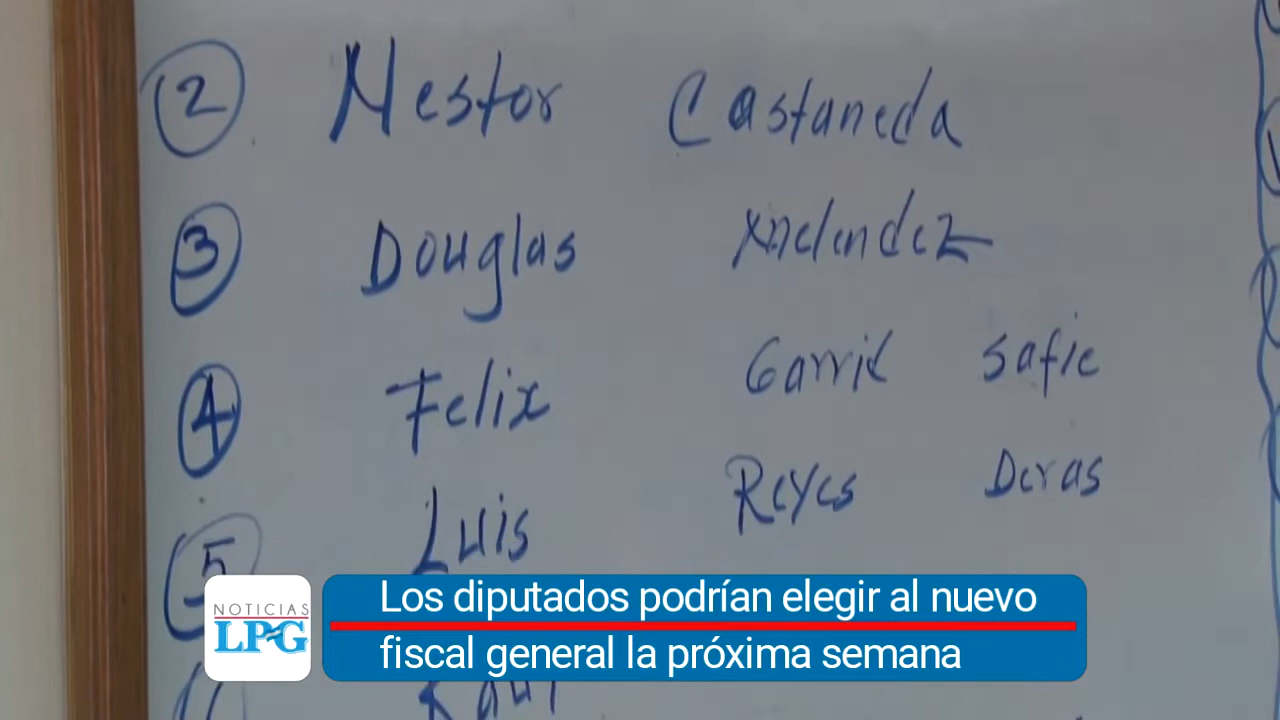 2 Nestor Castaneda
3 Douglas Melendez
4 Felix Garrid Safie
5 Luis Reyes Deras
NOTICIAS
LPG
Los diputados podrían elegir al nuevo
fiscal general la próxima semana